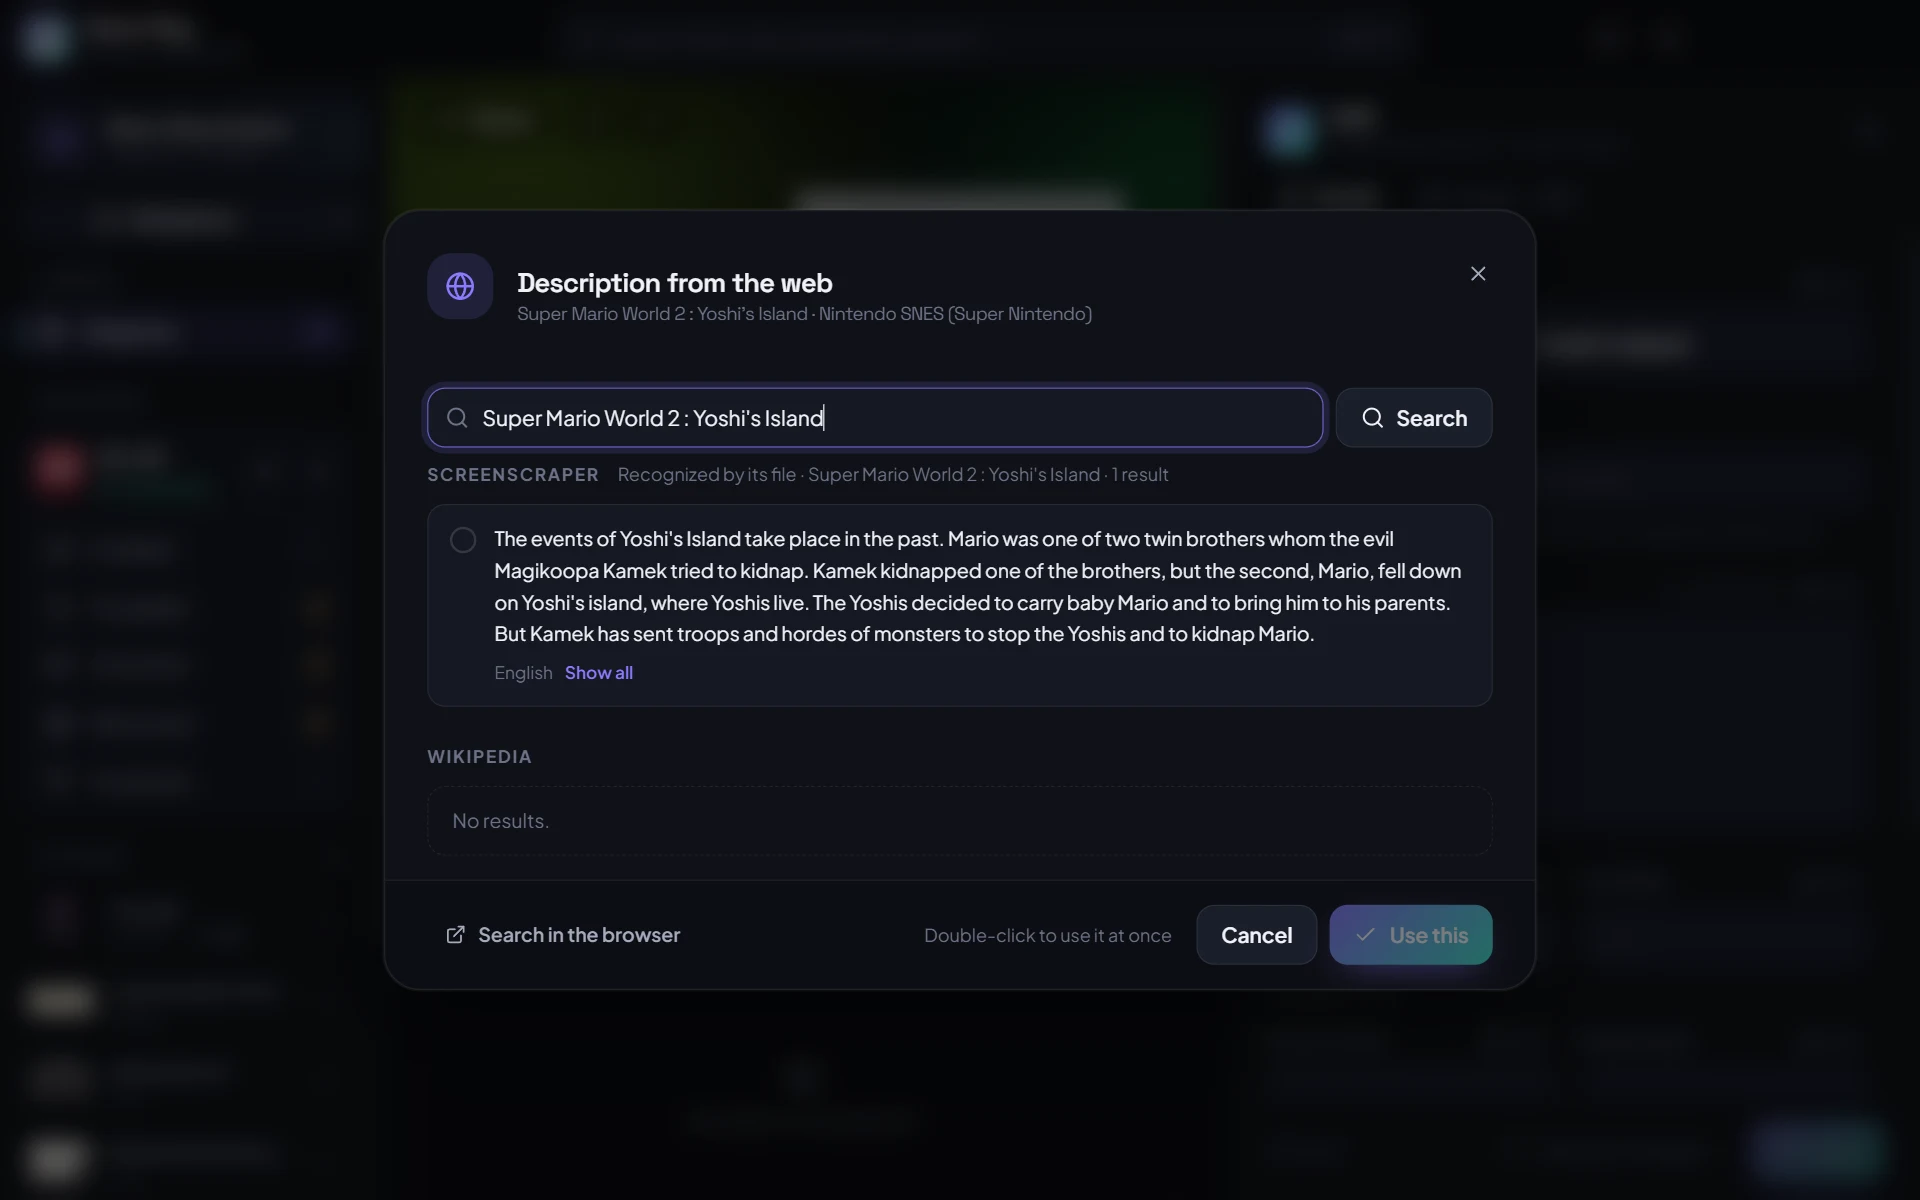 Description from the web
Super Mario World 2 : Yoshi's Island · Nintendo SNES (Super Nintendo)
Super Mario World 2 : Yoshi's Island
Search
SCREENSCRAPER Recognized by its file · Super Mario World 2 : Yoshi's Island · 1 result
The events of Yoshi's Island take place in the past. Mario was one of two twin brothers whom the evil
Magikoopa Kamek tried to kidnap. Kamek kidnapped one of the brothers, but the second, Mario, fell down
on Yoshi's island, where Yoshis live. The Yoshis decided to carry baby Mario and to bring him to his parents.
But Kamek has sent troops and hordes of monsters to stop the Yoshis and to kidnap Mario.
English Show all
WIKIPEDIA
No results.
Search in the browser
Double-click to use it at once
Cancel
Use this